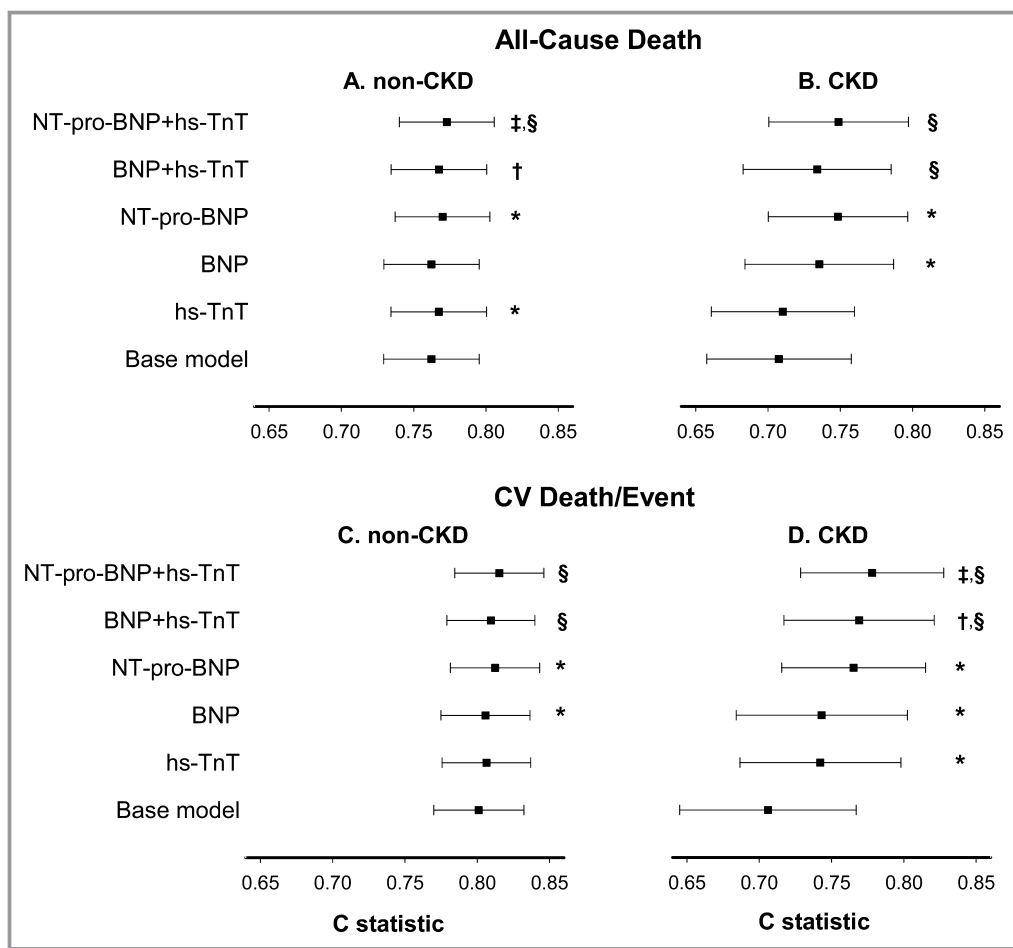 All-Cause Death
A. non-CKD B. CKD
NT-pro-BNP+hs-TnT ‡,§ §
BNP+hs-TnT † §
NT-pro-BNP * *
BNP *
hs-TnT *
Base model
0.65 0.70 0.75 0.80 0.85 0.65 0.70 0.75 0.80 0.85
CV Death/Event
C. non-CKD D. CKD
NT-pro-BNP+hs-TnT § ‡,§
BNP+hs-TnT § †,§
NT-pro-BNP * *
BNP * *
hs-TnT *
Base model
0.65 0.70 0.75 0.80 0.85 0.65 0.70 0.75 0.80 0.85
C statistic C statistic